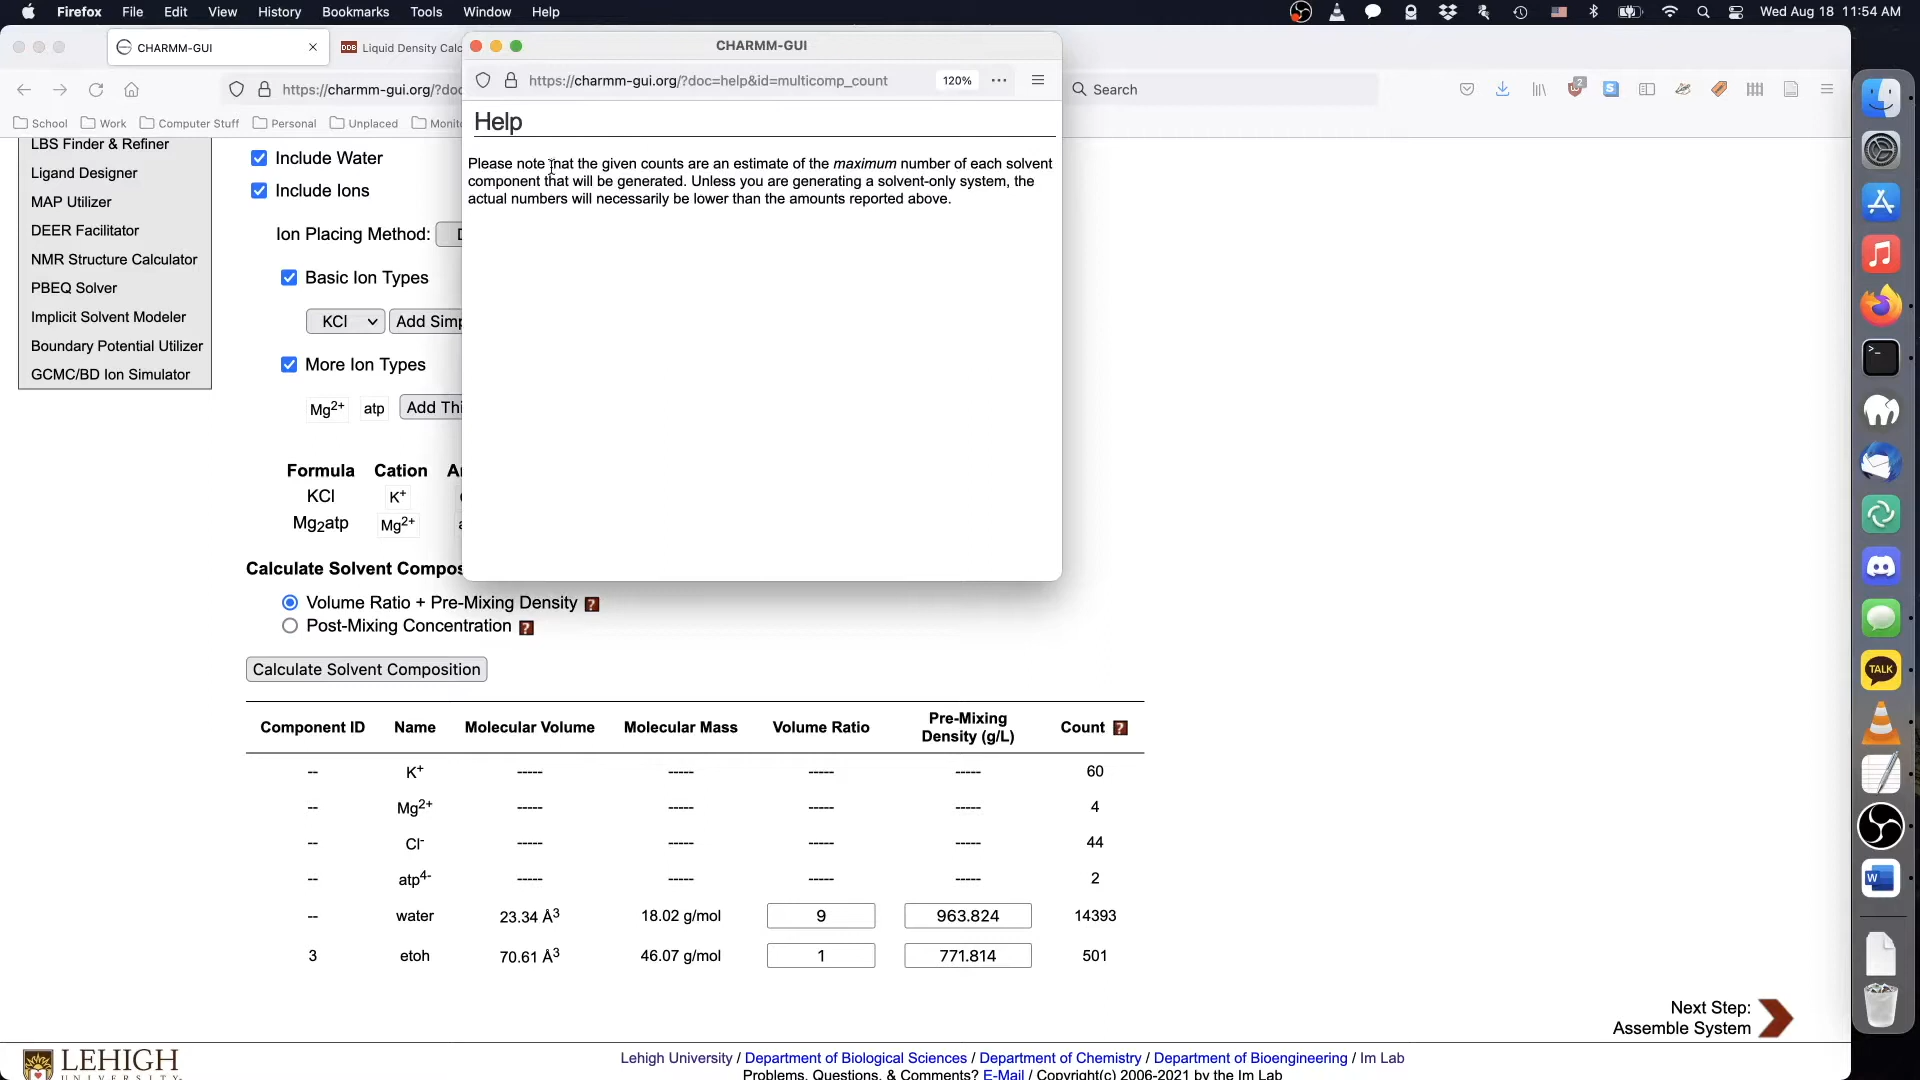 Firefox File Edit View History Bookmarks Tools Window Help
Wed Aug 18 11:54 AM
CHARMM-GUI
DDB Liquid Density Calc
CHARMM-GUI
https://charmm-gui.org/?doc
https://charmm-gui.org/?doc=help&id=multicomp_count
120%
Search
2
School Work Computer Stuff Personal Unplaced Monit
Help
Please note that the given counts are an estimate of the maximum number of each solvent
component that will be generated. Unless you are generating a solvent-only system, the
actual numbers will necessarily be lower than the amounts reported above.
LBS Finder & Refiner
Ligand Designer
MAP Utilizer
DEER Facilitator
NMR Structure Calculator
PBEQ Solver
Implicit Solvent Modeler
Boundary Potential Utilizer
GCMC/BD Ion Simulator
Include Water
Include Ions
Ion Placing Method:
Basic Ion Types
KCl Add Simp
More Ion Types
Mg2+ atp Add Thi
Formula Cation
KCl K+
Mg2atp Mg2+
Calculate Solvent Compos
Volume Ratio + Pre-Mixing Density ?
Post-Mixing Concentration ?
Calculate Solvent Composition
Component ID Name Molecular Volume Molecular Mass Volume Ratio Pre-Mixing Density (g/L) Count ?
-- K+ ----- ----- ----- ----- 60
-- Mg2+ ----- ----- ----- ----- 4
-- Cl- ----- ----- ----- ----- 44
-- atp4- ----- ----- ----- ----- 2
-- water 23.34 Å3 18.02 g/mol 9 963.824 14393
3 etoh 70.61 Å3 46.07 g/mol 1 771.814 501
Next Step:
Assemble System
LEHIGH
UNIVERSITY
Lehigh University / Department of Biological Sciences / Department of Chemistry / Department of Bioengineering / Im Lab
Problems, Questions, & Comments? E-Mail / Copyright(c) 2006-2021 by the Im Lab
TALK
W